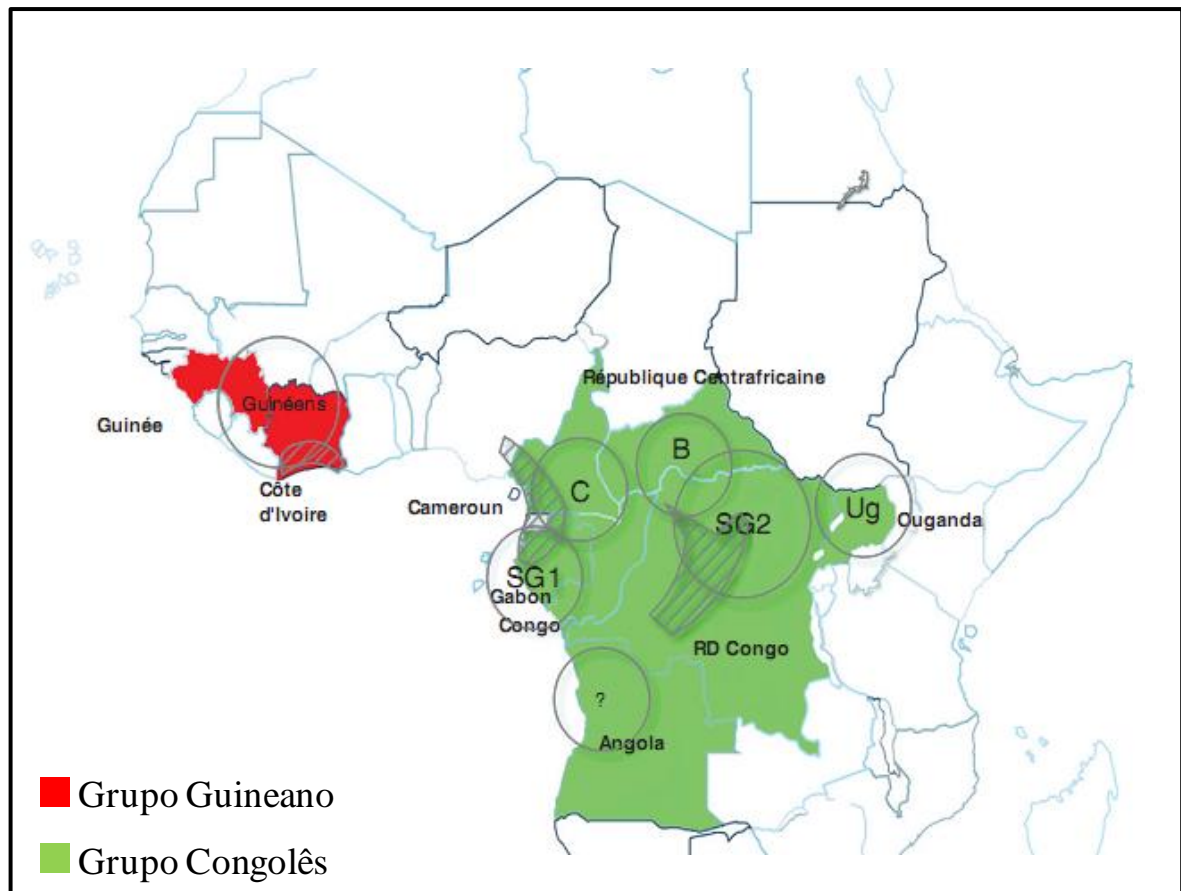 République Centrafricaine
Guinéens
Guinée
B
C
Côte
d'Ivoire
Cameroun
Ug
Ouganda
SG2
SG1
Gabon
Congo
RD Congo
?
Angola
Grupo Guineano
Grupo Congolês